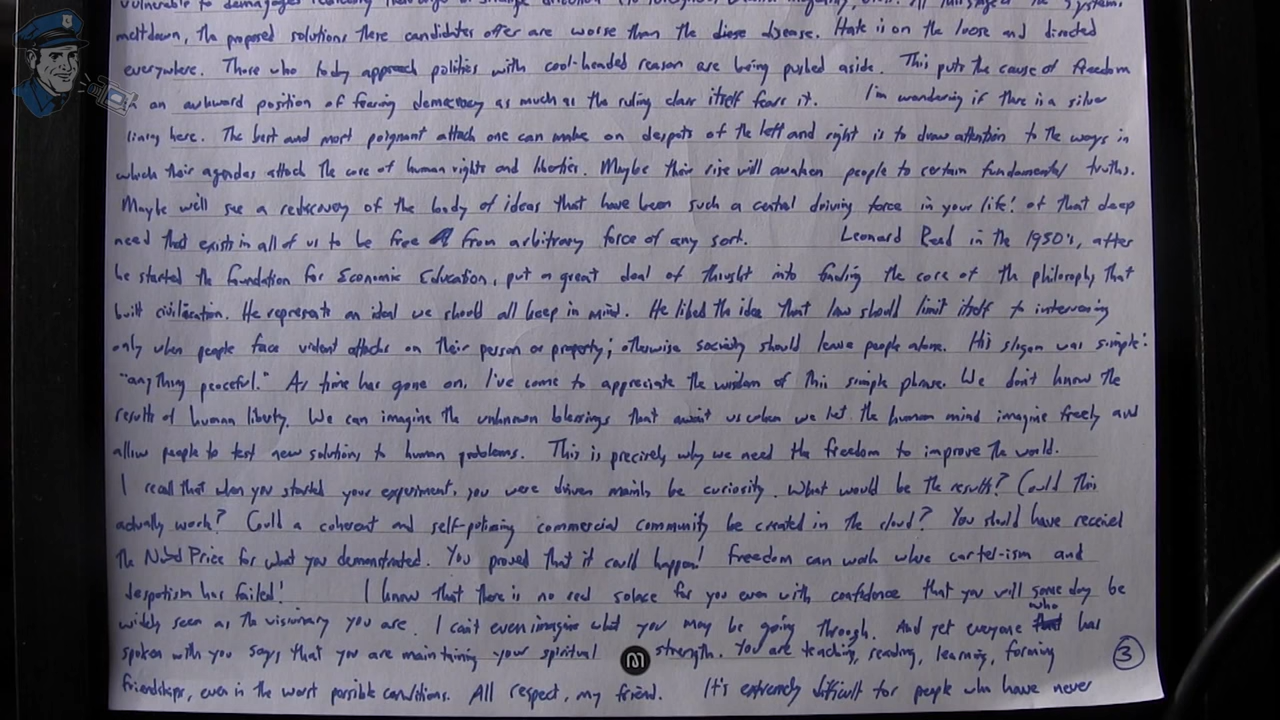 meltdown, the proposed solutions these candidates offer are worse than the disease. Hate is on the loose and directed
everywhere. Those who today approach politics with cool-headed reason are being pushed aside. This puts the cause of freedom
an awkward position of fearing democracy as much as the ruling class itself fears it. I'm wondering if there is a silver
lining here. The best and most poignant attack one can make on despots of the left and right is to draw attention to the ways in
which their agendas attack the core of human rights and liberties. Maybe their rise will awaken people to certain fundamental truths.
Maybe we'll see a rediscovery of the body of ideas that have been such a central driving force in your life! of that deep
need that exists in all of us to be free from arbitrary force of any sort. Leonard Read in the 1950's, after
he started the Foundation for Economic Education, put a great deal of thought into finding the core of the philosophy that
built civilization. He represents an ideal we should all keep in mind. He liked the idea that law should limit itself to intervening
only when people face violent attacks on their person or property; otherwise society should leave people alone. His slogan was simple:
"anything peaceful." As time has gone on, I've come to appreciate the wisdom of this simple phrase. We don't know the
results of human liberty. We can imagine the unknown blessings that await us when we let the human mind imagine freely and
allow people to test new solutions to human problems. This is precisely why we need the freedom to improve the world.
I recall that when you started your experiment, you were driven mainly be curiosity. What would be the results? Could this
actually work? Could a coherent and self-policing commercial community be created in the cloud? You should have received
the Nobel Prize for what you demonstrated. You proved that it could happen! Freedom can work where cartel-ism and
despotism has failed! I know that there is no real solace for you even with confidence that you will some day be
widely seen as the visionary you are. I can't even imagine what you may be going through. And yet everyone who has
spoken with you says that you are maintaining your spiritual strength. You are teaching, reading, learning, forming
friendships, even in the worst possible conditions. All respect, my friend. It's extremely difficult for people who have never
3